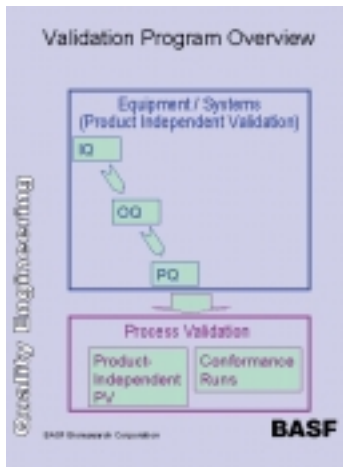 Validation Program Overview
Equipment / Systems
(Product Independent Validation)
IQ
OQ
PQ
Process Validation
Product-
Independent
PV
Conformance
Runs
Quality Engineering
BASF Bioresearch Corporation
BASF